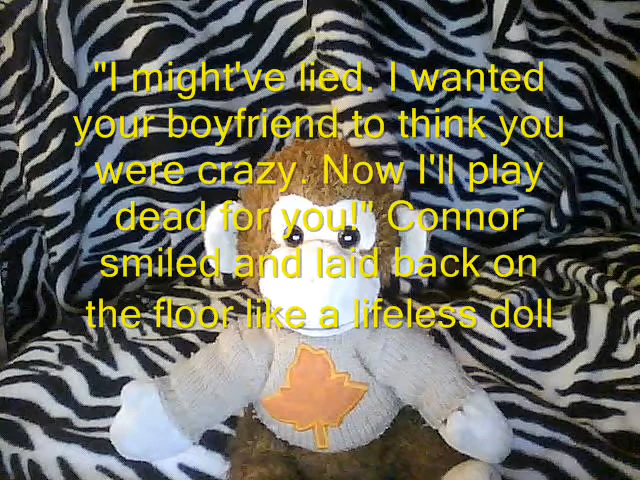 "I might've lied. I wanted
your boyfriend to think you
were crazy. Now I'll play
dead for you!" Connor
smiled and laid back on
the floor like a lifeless doll